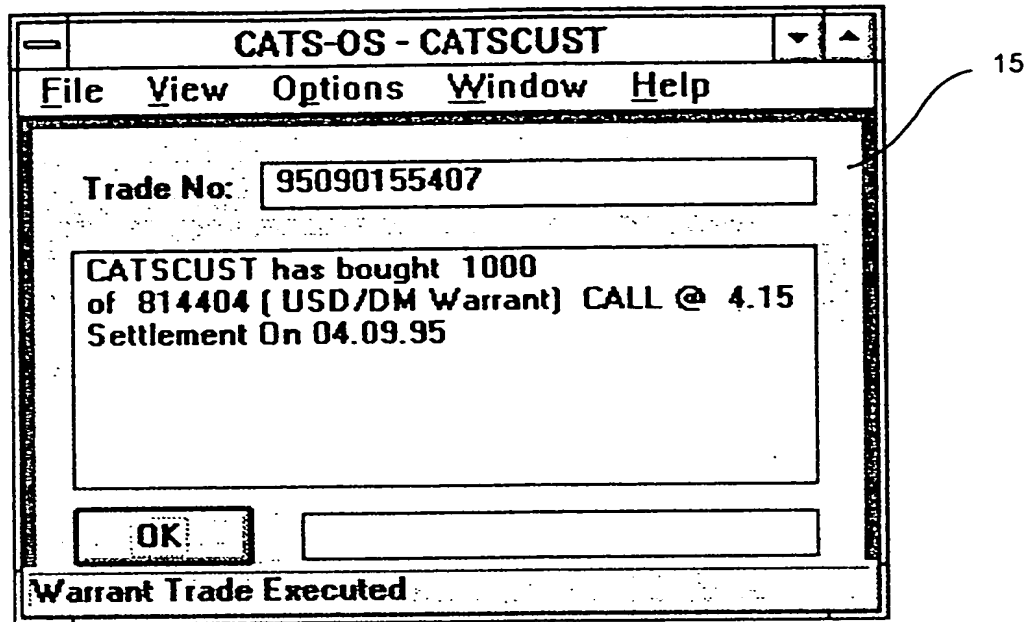 CATS-OS - CATSCUST
File View Options Window Help
15
Trade No: 95090155407
CATSCUST has bought 1000
of 814404 ( USD/DM Warrant) CALL @ 4.15
Settlement On 04.09.95
OK
Warrant Trade Executed